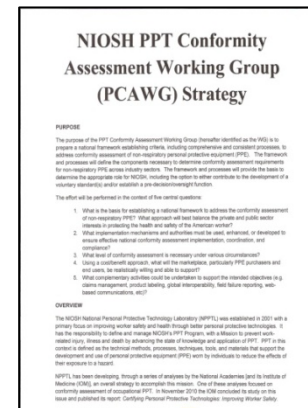 NIOSH PPT Conformity
Assessment Working Group
(PCAWG) Strategy
PURPOSE
The purpose of the PPT Conformity Assessment Working Group (hereafter identified as the WG) is to
prepare a national framework establishing criteria, including comprehensive and consistent processes, to
address conformity assessment of non-respiratory personal protective equipment (PPE). The framework
and processes will define the components necessary to determine conformity assessment requirements
for non-respiratory PPE across industry sectors. The framework and processes will provide the basis to
determine the appropriate role for NIOSH, including the option to either contribute to the development of a
voluntary standard(s) and/or establish a pre-decision/oversight function.
The effort will be performed in the context of five central questions:
1. What is the basis for establishing a national framework to address the conformity assessment
of non-respiratory PPE? What approach will best balance the private and public sector
interests in protecting the health and safety of the American worker?
2. What implementation mechanisms and authorities must be used, enhanced, or developed to
ensure effective national conformity assessment implementation, coordination, and
compliance?
3. What level of conformity assessment is necessary under various circumstances?
4. Using a cost/benefit approach, what will the marketplace, particularly PPE purchasers and
end users, be realistically willing and able to support?
5. What complementary activities could be undertaken to support the intended objectives (e.g.
claims management, product labeling, global interoperability, field failure reporting, web-
based communications, etc)?
OVERVIEW
The NIOSH National Personal Protective Technology Laboratory (NPPTL) was established in 2001 with a
primary focus on improving worker safety and health through better personal protective technologies. It
has the responsibility to define and manage NIOSH's PPT Program, with a Mission to prevent work-
related injury, illness and death by advancing the state of knowledge and application of PPT. PPT in this
context is defined as the technical methods, processes, techniques, tools, and materials that support the
development and use of personal protective equipment (PPE) worn by individuals to reduce the effects of
their exposure to a hazard.
NPPTL has been developing, through a series of analyses by the National Academies (and its Institute of
Medicine (IOM), an overall strategy to accomplish this mission. One of these analyses focused on
conformity assessment of occupational PPT. In November 2010 the IOM concluded its study on this
issue and published its report: Certifying Personal Protective Technologies: Improving Worker Safety.